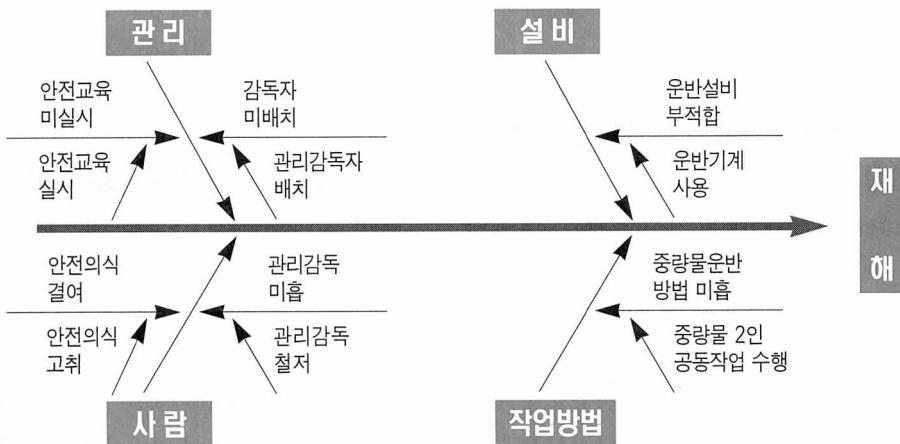 관리
설비
안전교육
미실시
감독자
미배치
운반설비
부적합
안전교육
실시
관리감독자
배치
운반기계
사용
재
해
안전의식
결여
관리감독
미흡
중량물운반
방법 미흡
안전의식
고취
관리감독
철저
중량물 2인
공동작업 수행
사람
작업방법